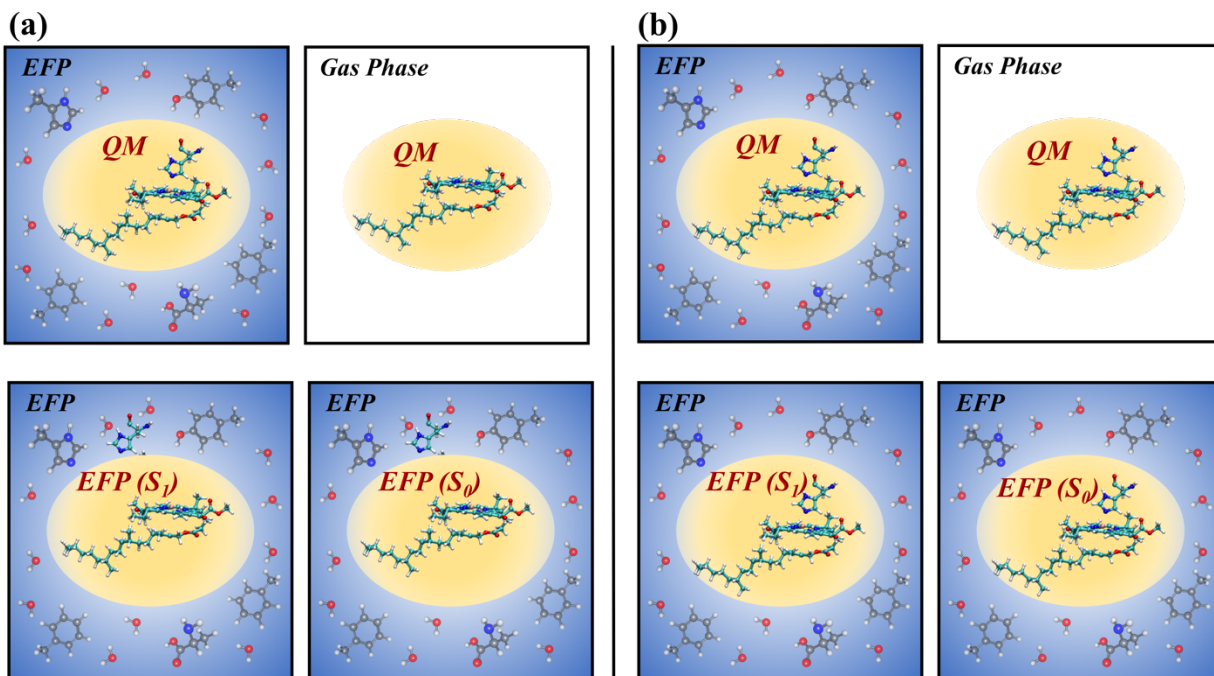 (a)
EFP
QM
Gas Phase
QM
EFP
EFP (S1)
EFP
EFP (S0)
(b)
EFP
QM
Gas Phase
QM
EFP
EFP (S1)
EFP
EFP (S0)